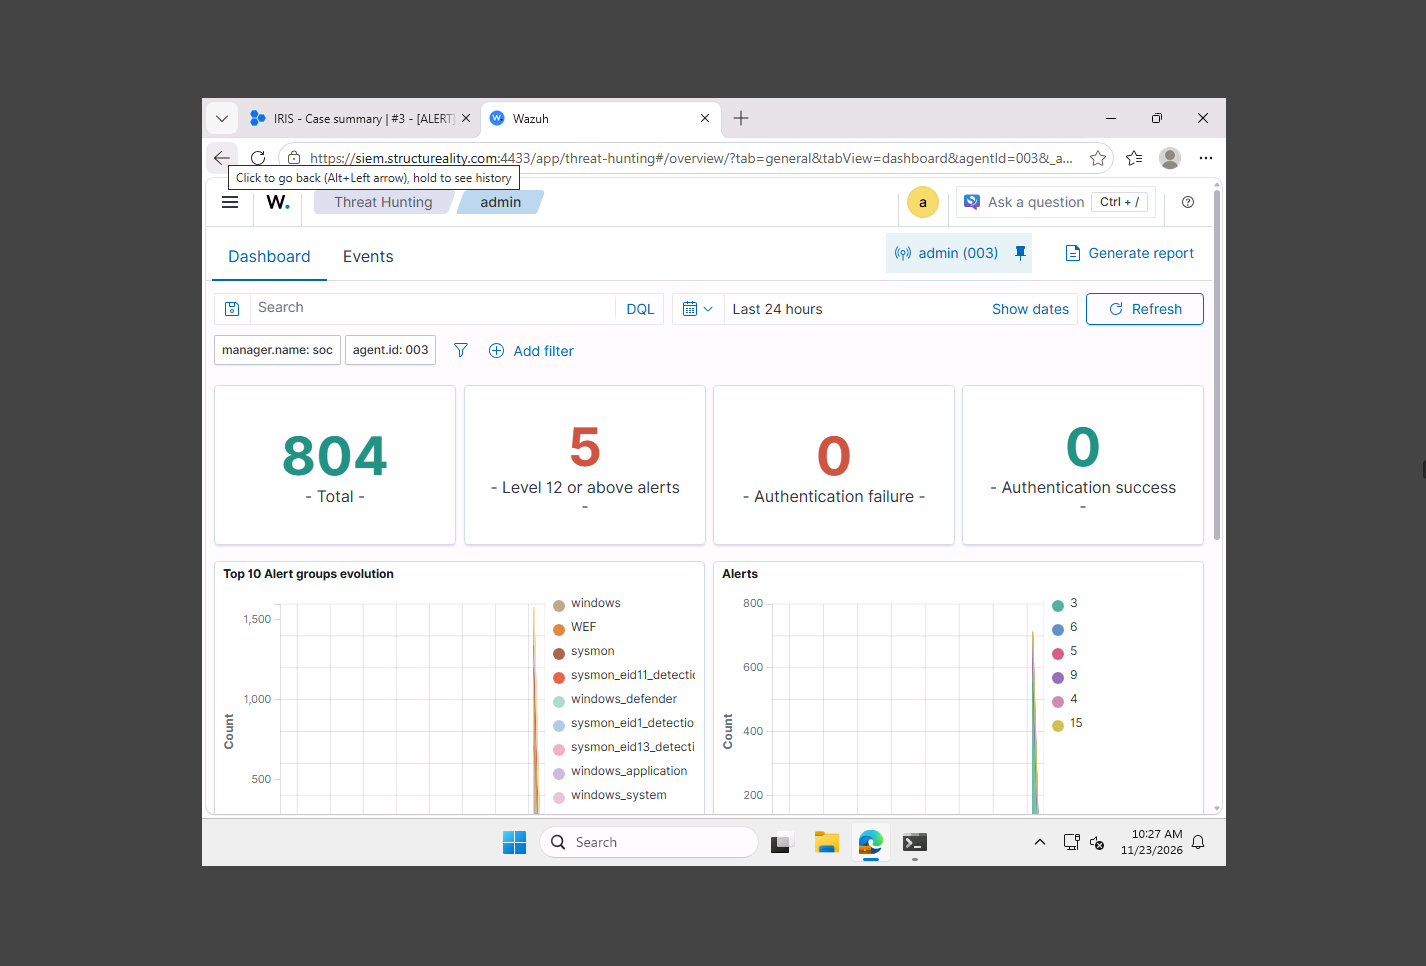 IRIS - Case summary | #3 - [ALERT]
Wazuh
https://siem.structureality.com:4433/app/threat-hunting#/overview/?tab=general&tabView=dashboard&agentId=003&_a...
Click to go back (Alt+Left arrow), hold to see history
W.
Threat Hunting
admin
a
Ask a question
Ctrl + /
Dashboard
Events
admin (003)
Generate report
Search
DQL
Last 24 hours
Show dates
Refresh
manager.name: soc
agent.id: 003
Add filter
804
- Total -
5
- Level 12 or above alerts
-
0
- Authentication failure -
0
- Authentication success
-
Top 10 Alert groups evolution
1,500
1,000
500
Count
windows
WEF
sysmon
sysmon_eid11_detectic
windows_defender
sysmon_eid1_detectio
sysmon_eid13_detecti
windows_application
windows_system
Alerts
800
600
400
200
Count
3
6
5
9
4
15
Search
10:27 AM
11/23/2026